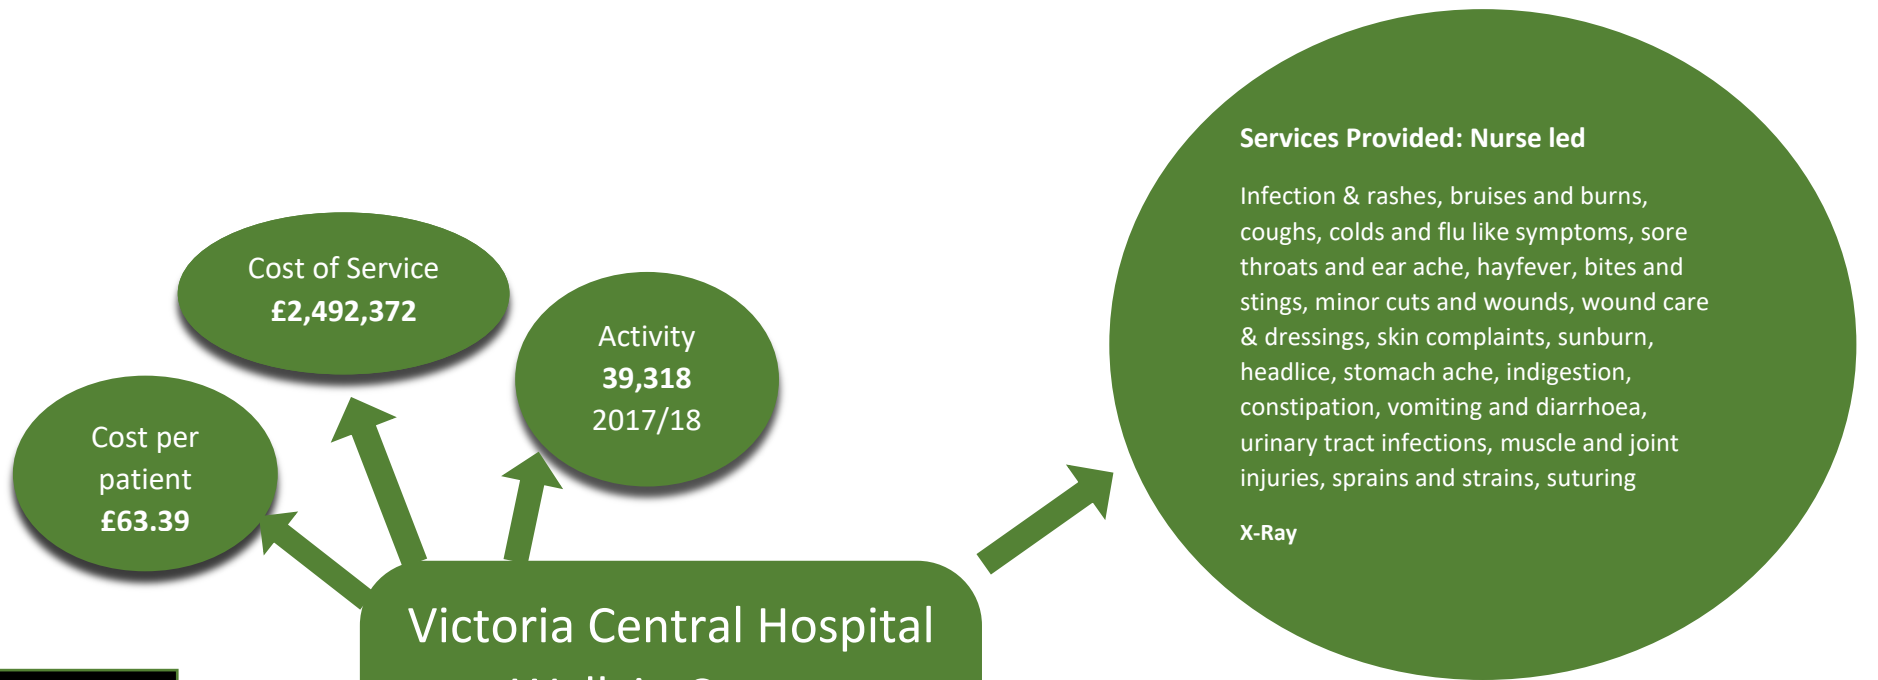 Services Provided: Nurse led
Infection & rashes, bruises and burns,
coughs, colds and flu like symptoms, sore
throats and ear ache, hayfever, bites and
stings, minor cuts and wounds, wound care
& dressings, skin complaints, sunburn,
headlice, stomach ache, indigestion,
constipation, vomiting and diarrhoea,
urinary tract infections, muscle and joint
injuries, sprains and strains, suturing
X-Ray
Cost of Service
£2,492,372
Activity
39,318
2017/18
Cost per
patient
£63.39
Victoria Central Hospital